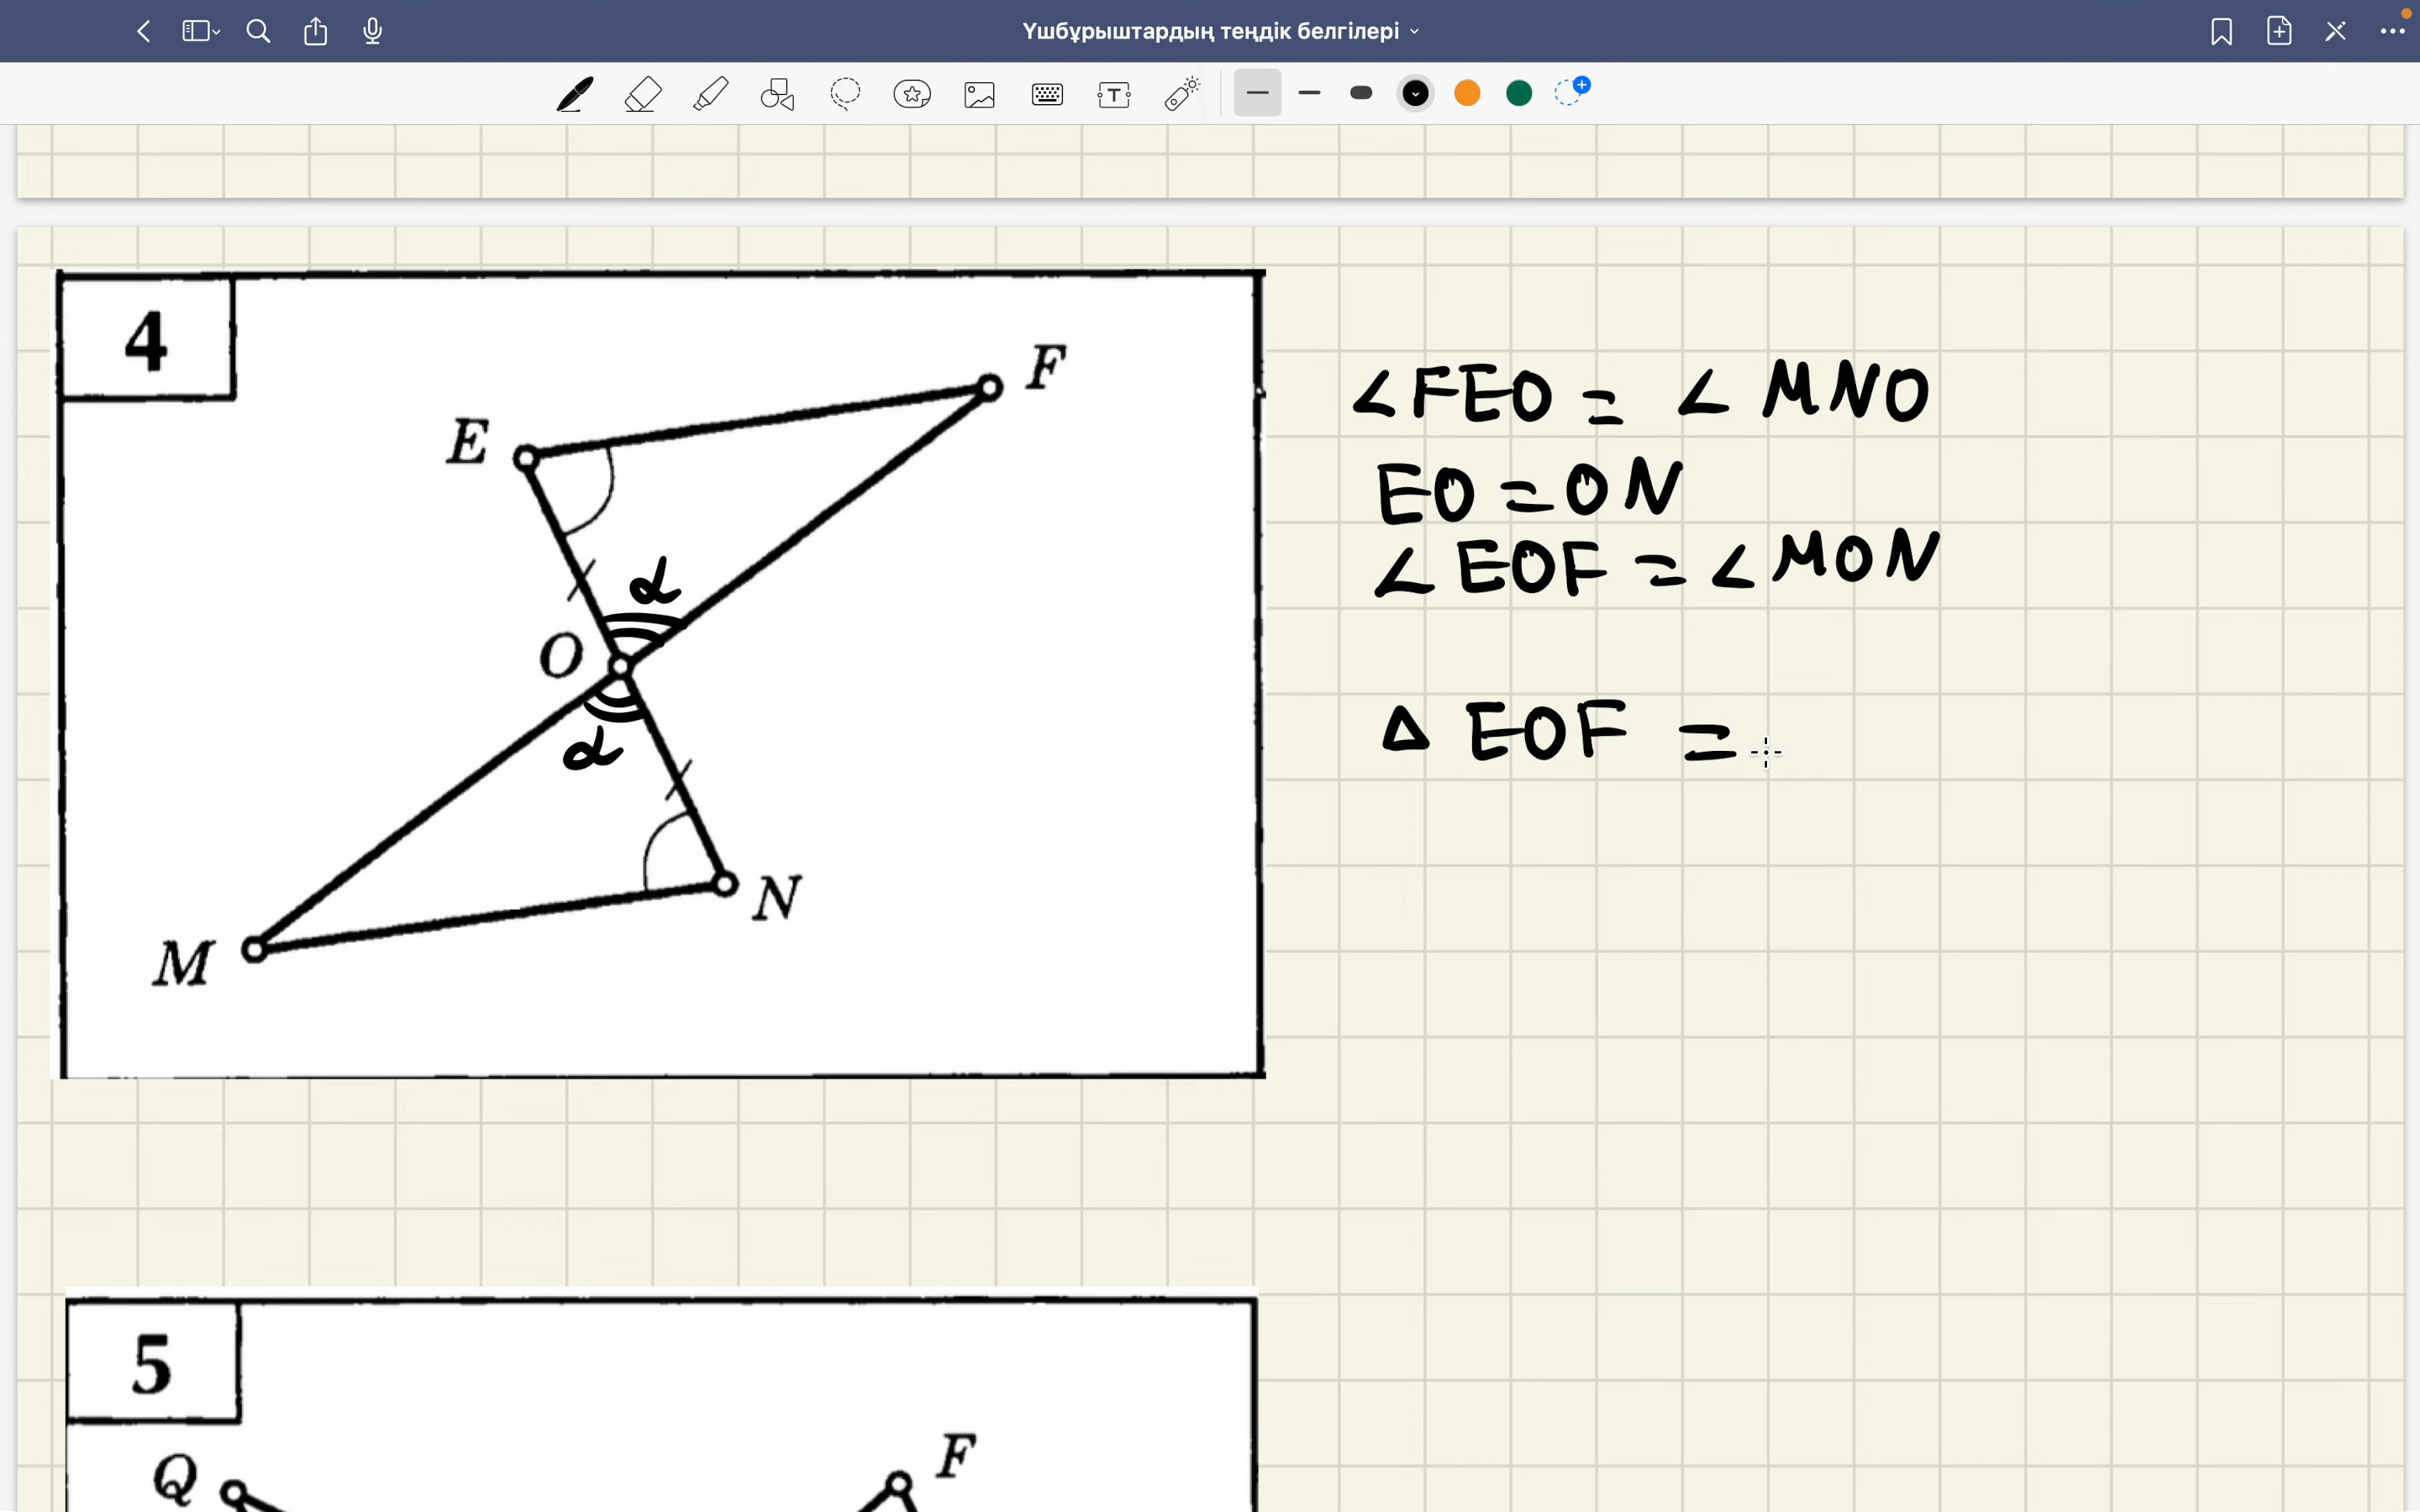 Үшбұрыштардың теңдік белгілері
4
F
E
α
O
α
N
M
∠FEO = ∠MNO
EO = ON
∠EOF = ∠MON
Δ EOF =
5
Q
F